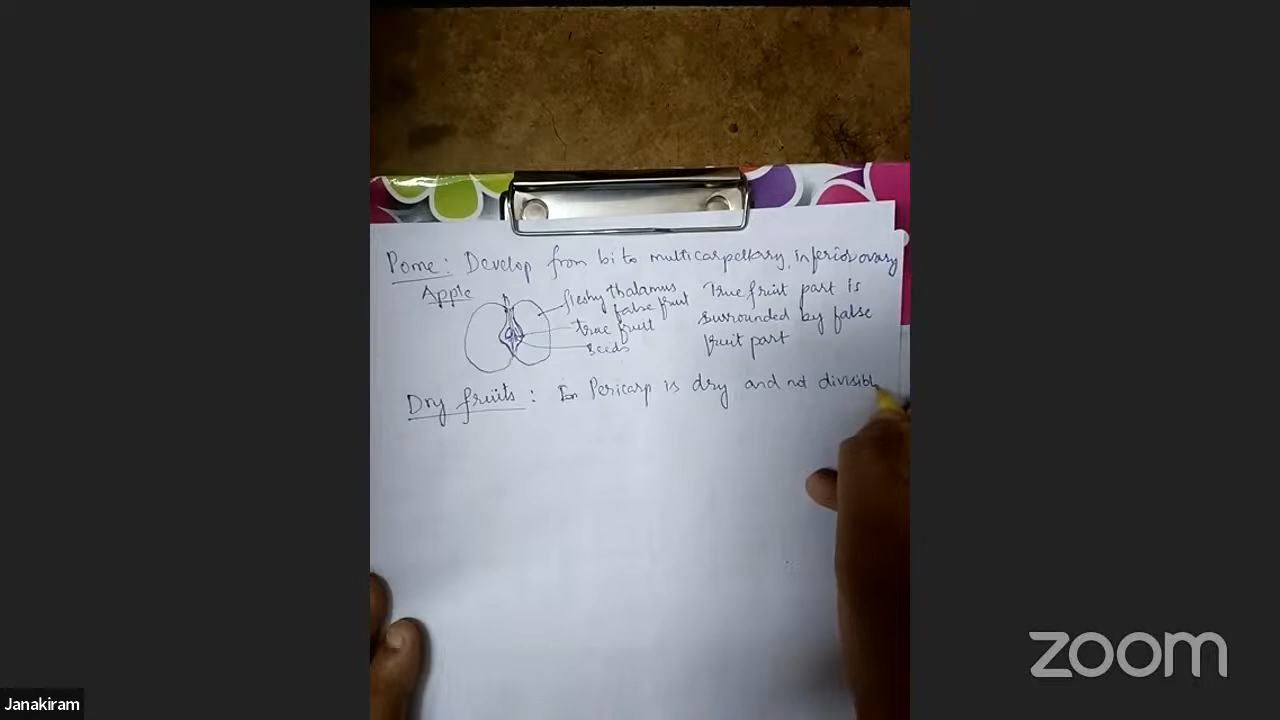 Pome: Develop from bi to multicarpellary, inferior ovary
Apple
fleshy thalamus
false fruit
true fruit
seeds
True fruit part is
surrounded by false
fruit part
Dry fruits: Pericarp is dry and not divisibl
Janakiram
zoom